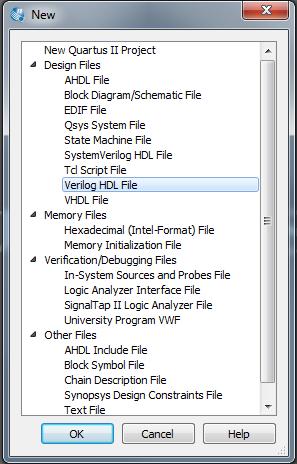 New
New Quartus II Project
Design Files
AHDL File
Block Diagram/Schematic File
EDIF File
Qsys System File
State Machine File
SystemVerilog HDL File
Tcl Script File
Verilog HDL File
VHDL File
Memory Files
Hexadecimal (Intel-Format) File
Memory Initialization File
Verification/Debugging Files
In-System Sources and Probes File
Logic Analyzer Interface File
SignalTap II Logic Analyzer File
University Program VWF
Other Files
AHDL Include File
Block Symbol File
Chain Description File
Synopsys Design Constraints File
Text File
OK Cancel Help